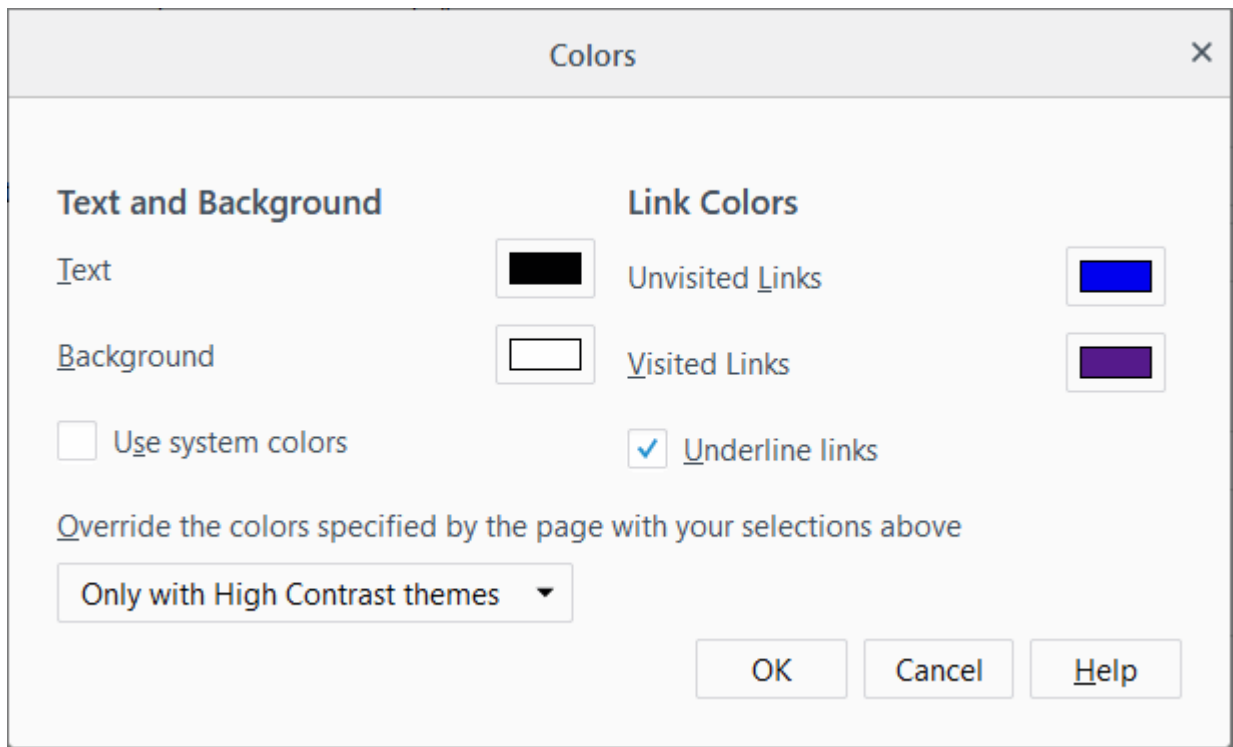 Colors
Text and Background
Text
Background
Use system colors
Link Colors
Unvisited Links
Visited Links
Underline links
Override the colors specified by the page with your selections above
Only with High Contrast themes
OK
Cancel
Help